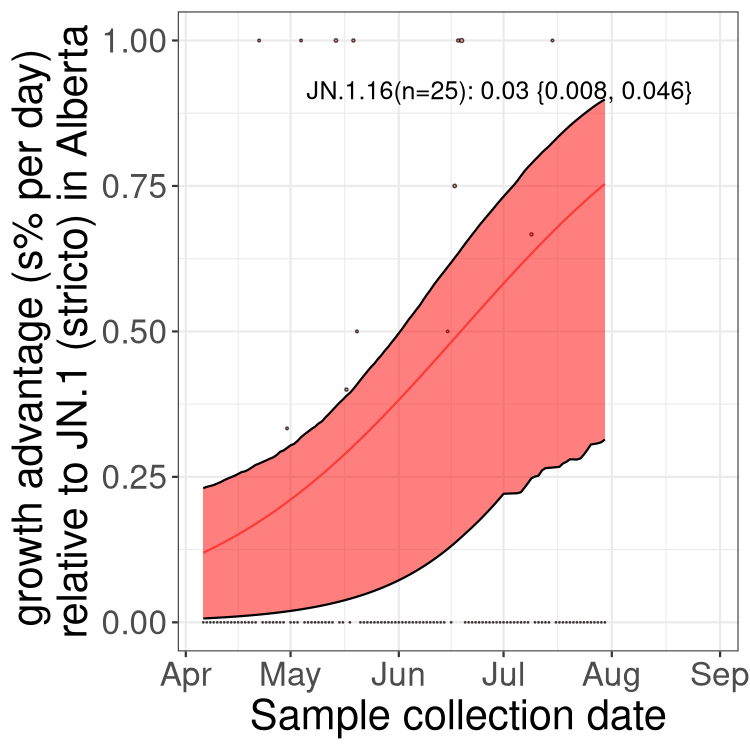 growth advantage (s% per day)
relative to JN.1 (stricto) in Alberta
1.00
0.75
0.50
0.25
0.00
JN.1.16(n=25): 0.03 {0.008, 0.046}
Apr May Jun Jul Aug Sep
Sample collection date